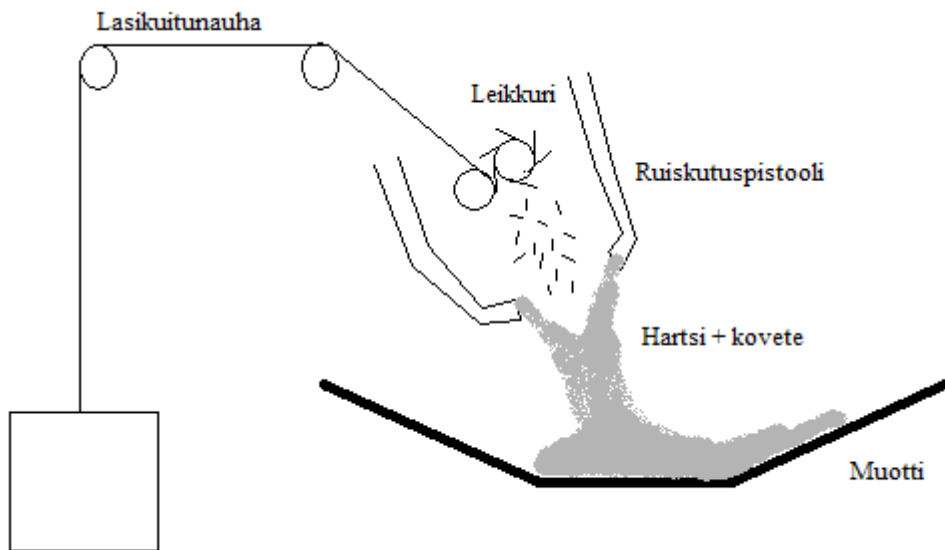 Lasikuitunauha
Leikkuri
Ruiskutuspistooli
Hartsi + kovete
Muotti